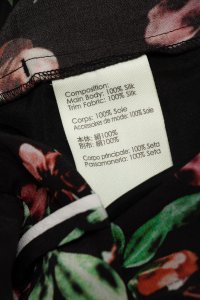 Composition:
Main Body: 100% Silk
Trim Fabric: 100% Silk
Corps: 100% Soie
Accessoires de mode: 100% Soie
本体: 絹100%
別布: 絹100%
Corpo principale: 100% Seta
Passamaneria: 100% Seta